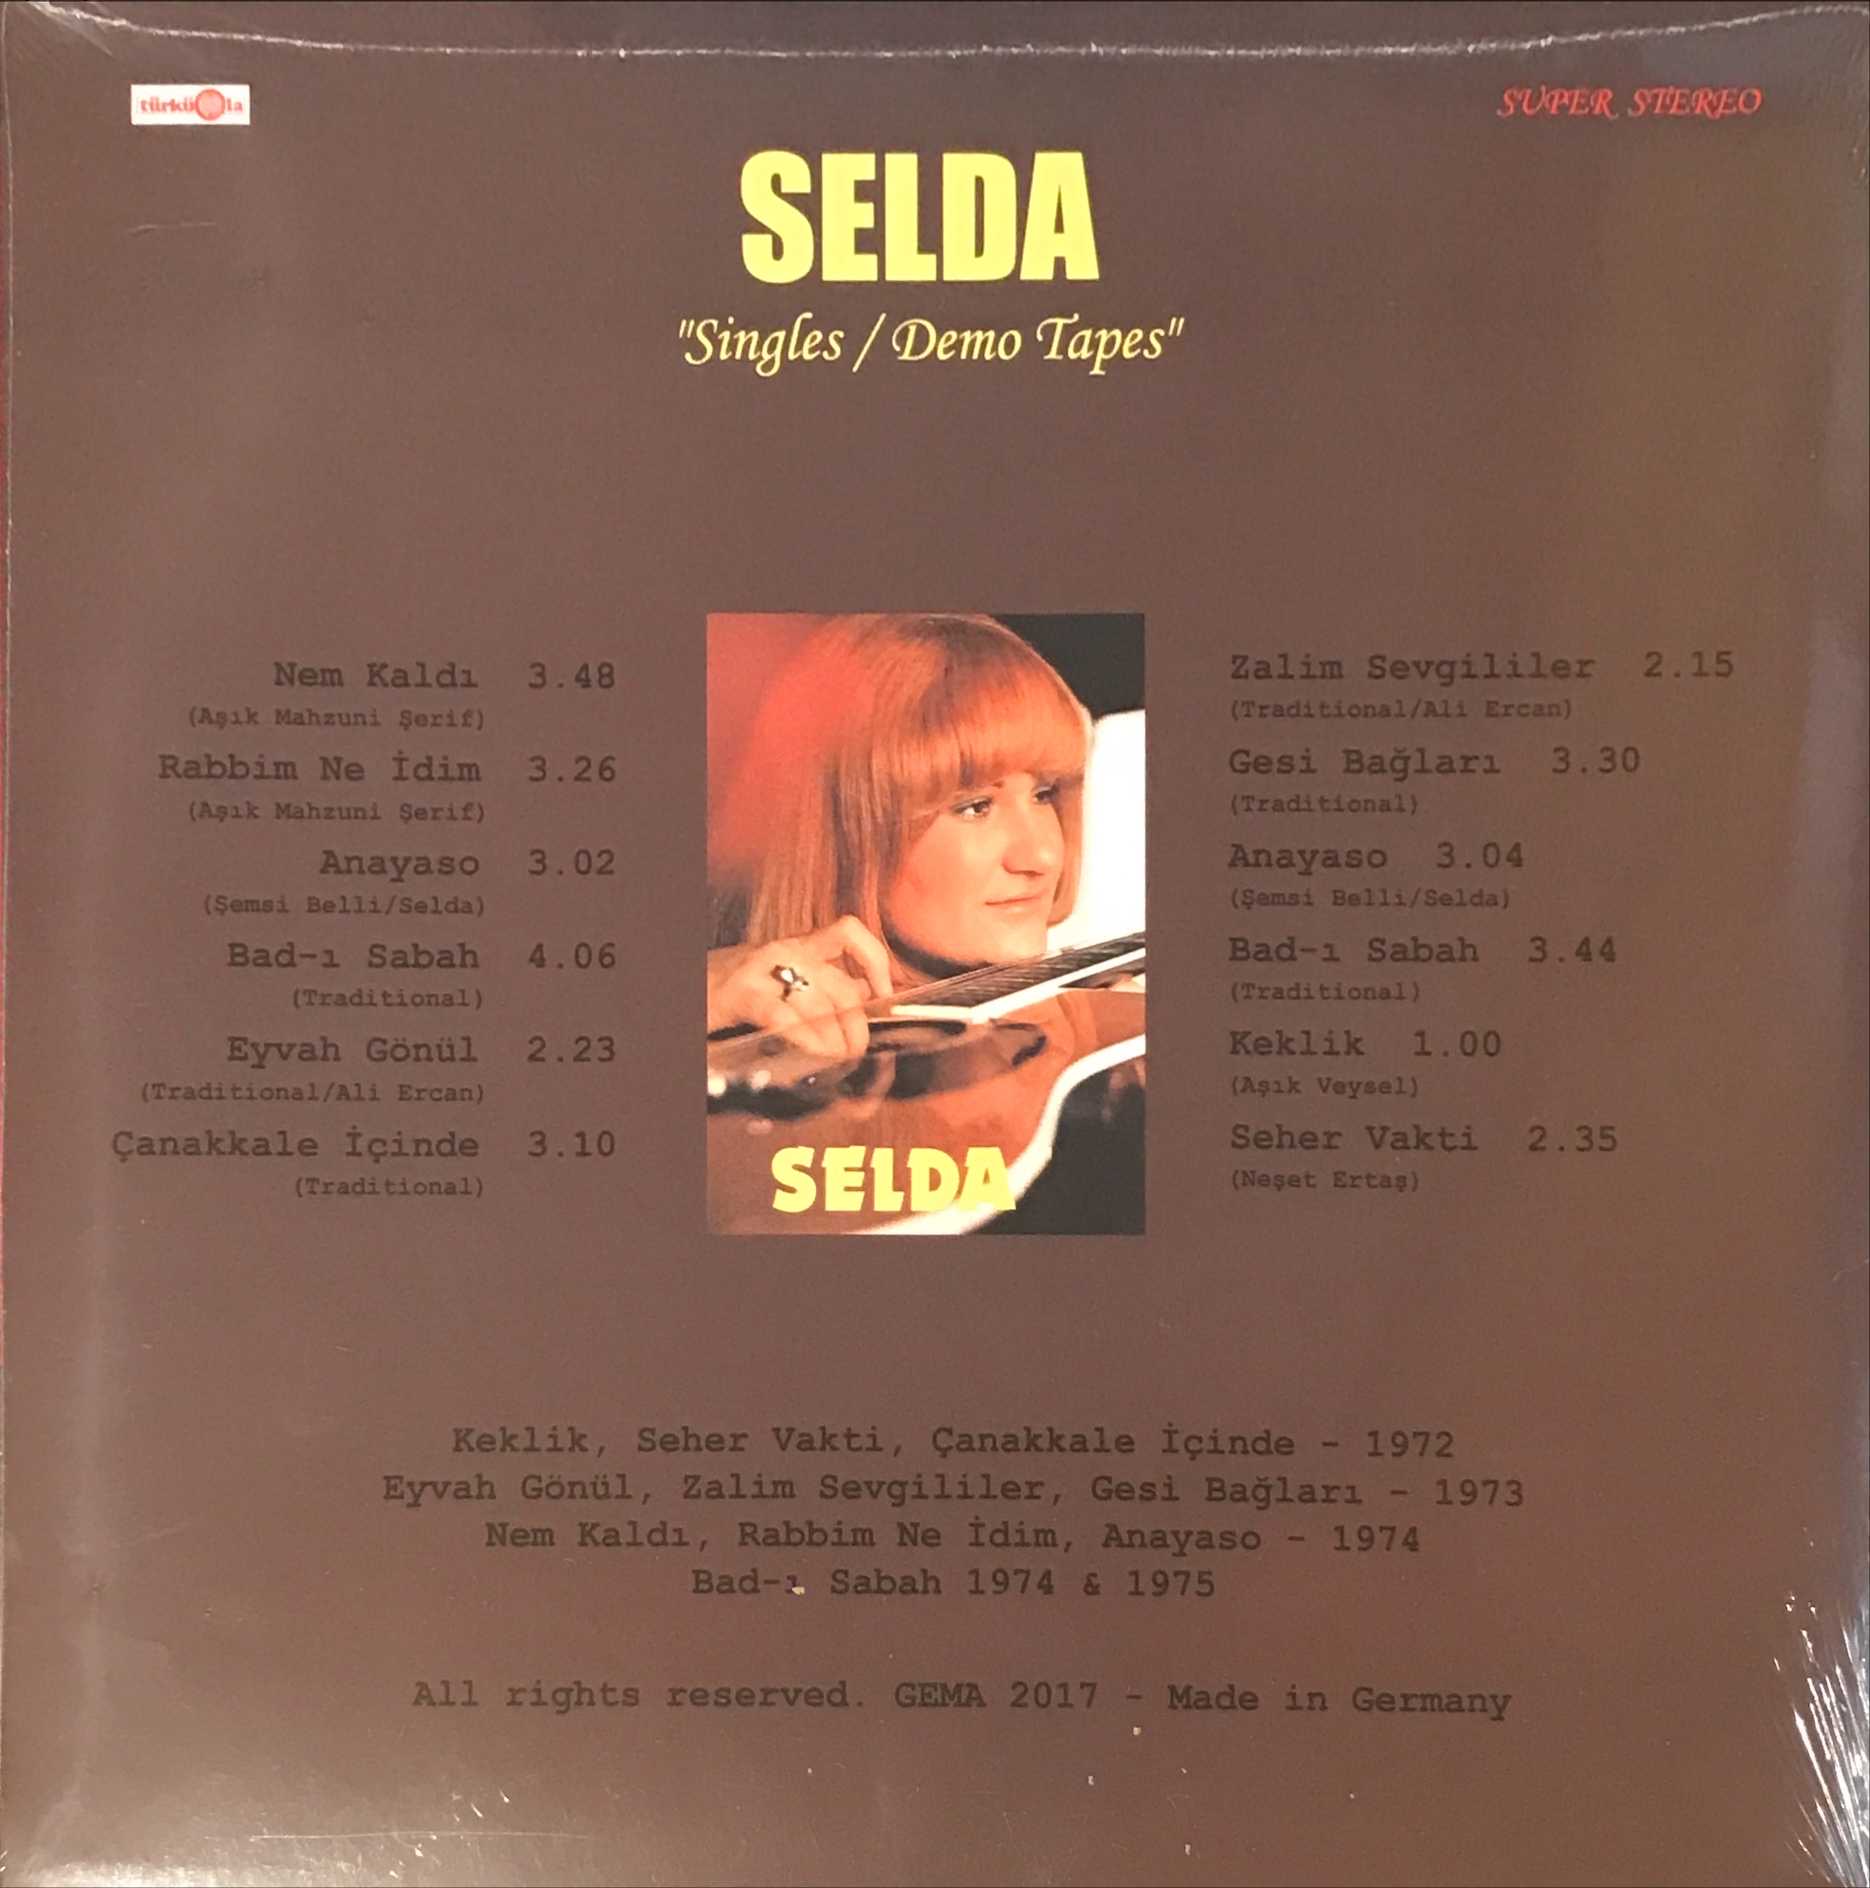 türküola
SUPER STEREO
SELDA
"Singles / Demo Tapes"
Nem Kaldı 3.48
(Aşık Mahzuni Şerif)
Rabbim Ne İdim 3.26
(Aşık Mahzuni Şerif)
Anayaso 3.02
(Şemsi Belli/Selda)
Bad-ı Sabah 4.06
(Traditional)
Eyvah Gönül 2.23
(Traditional/Ali Ercan)
Çanakkale İçinde 3.10
(Traditional)
SELDA
Zalim Sevgililer 2.15
(Traditional/Ali Ercan)
Gesi Bağları 3.30
(Traditional)
Anayaso 3.04
(Şemsi Belli/Selda)
Bad-ı Sabah 3.44
(Traditional)
Keklik 1.00
(Aşık Veysel)
Seher Vakti 2.35
(Neşet Ertaş)
Keklik, Seher Vakti, Çanakkale İçinde - 1972
Eyvah Gönül, Zalim Sevgililer, Gesi Bağları - 1973
Nem Kaldı, Rabbim Ne İdim, Anayaso - 1974
Bad-ı Sabah 1974 & 1975
All rights reserved. GEMA 2017 - Made in Germany